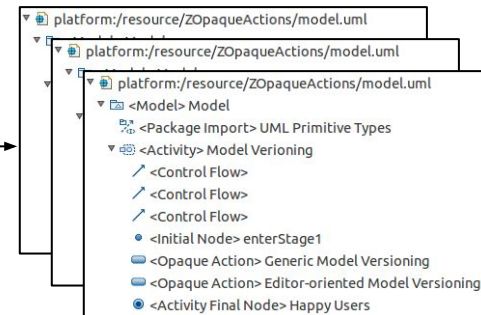 platform:/resource/ZOpaqueActions/model.uml
platform:/resource/ZOpaqueActions/model.uml
platform:/resource/ZOpaqueActions/model.uml
<Model> Model
<Package Import> UML Primitive Types
<Activity> Model Verioning
<Control Flow>
<Control Flow>
<Control Flow>
<Initial Node> enterStage1
<Opaque Action> Generic Model Versioning
<Opaque Action> Editor-oriented Model Versioning
<Activity Final Node> Happy Users